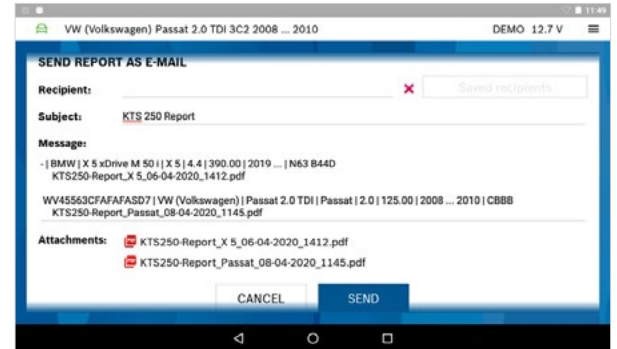 11:49
VW (Volkswagen) Passat 2.0 TDI 3C2 2008 ... 2010 DEMO 12.7 V
SEND REPORT AS E-MAIL
Recipient: Saved recipients
Subject: KTS 250 Report
Message:
- | BMW | X 5 xDrive M 50 i | X 5 | 4.4 | 390.00 | 2019 ... | N63 B44D
KTS250-Report_X 5_06-04-2020_1412.pdf
WV45563CFAFAFASD7 | VW (Volkswagen) | Passat 2.0 TDI | Passat | 2.0 | 125.00 | 2008 ... 2010 | CBBB
KTS250-Report_Passat_08-04-2020_1145.pdf
Attachments: KTS250-Report_X 5_06-04-2020_1412.pdf
KTS250-Report_Passat_08-04-2020_1145.pdf
CANCEL SEND